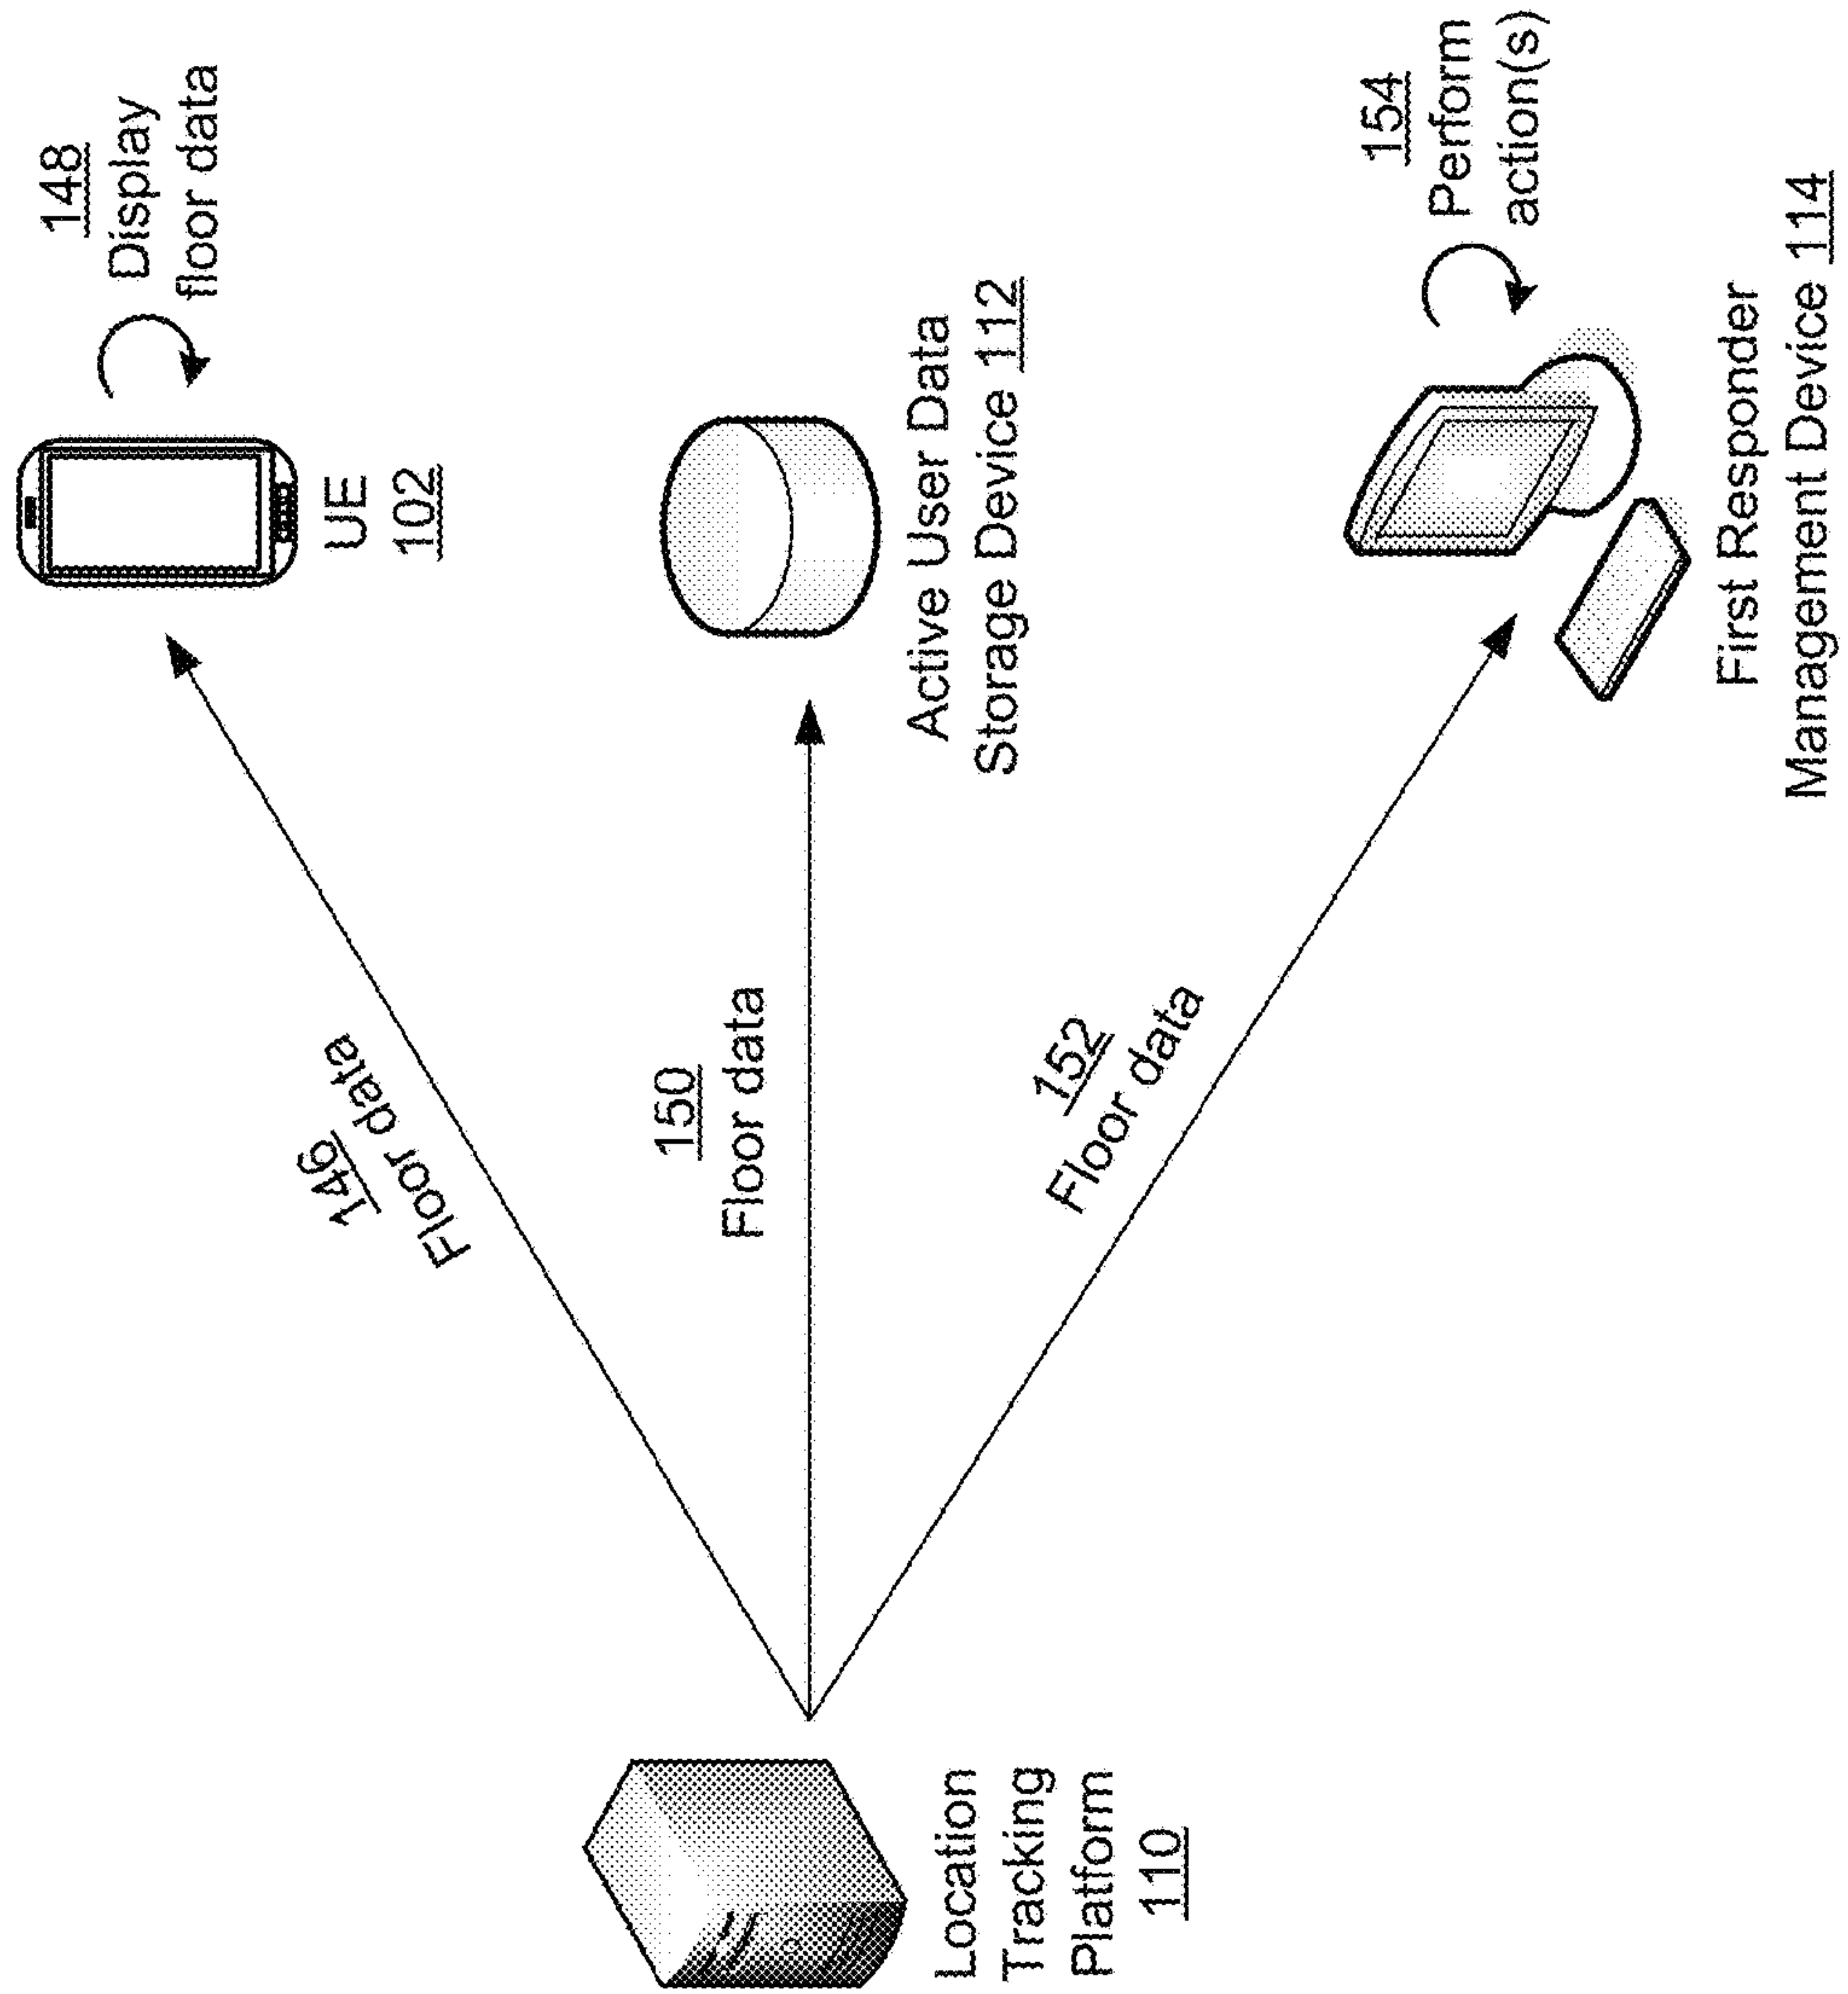 148
Display
floor data
UE
102
146
Floor data
150
Floor data
Active User Data
Storage Device 112
152
Floor data
154
Perform
action(s)
First Responder
Management Device 114
Location
Tracking
Platform
110